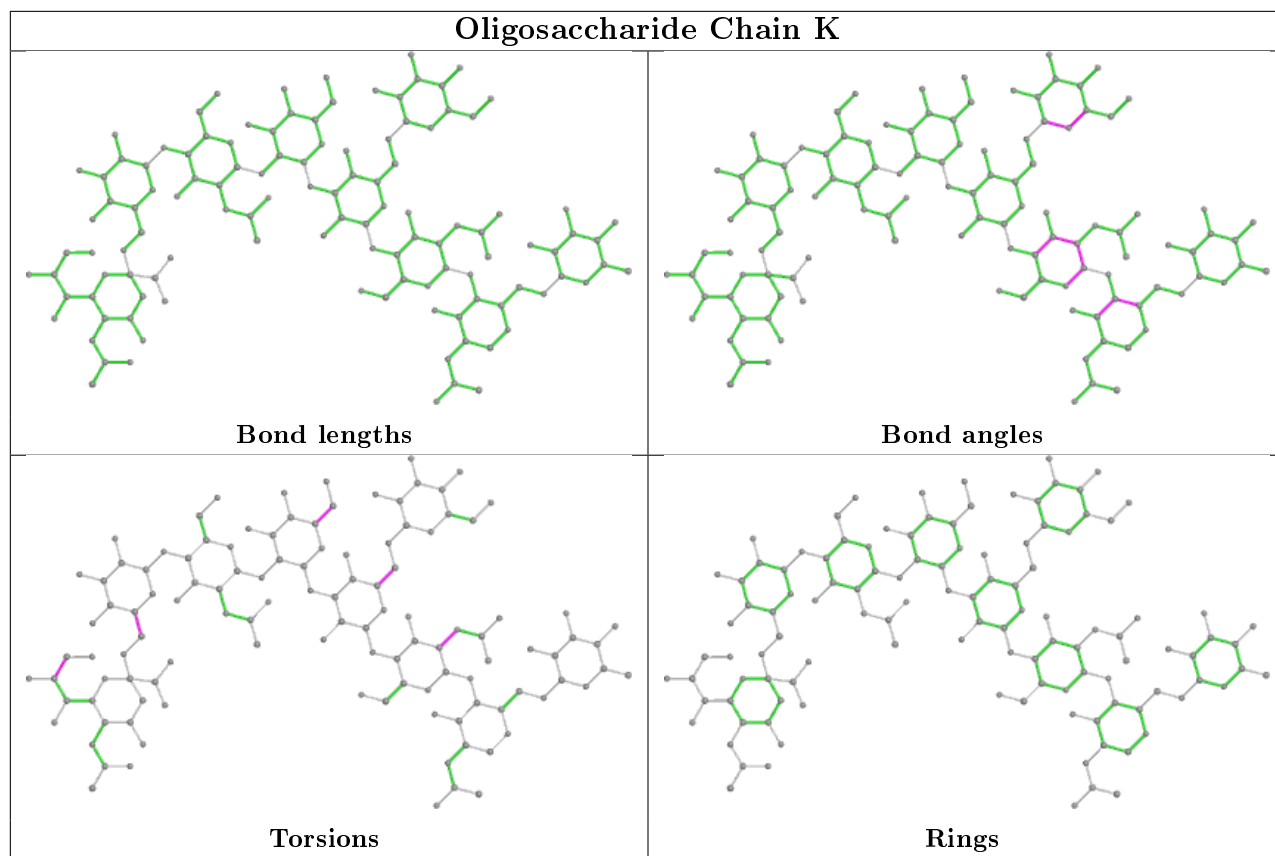 Oligosaccharide Chain K
Bond lengths
Bond angles
Torsions
Rings